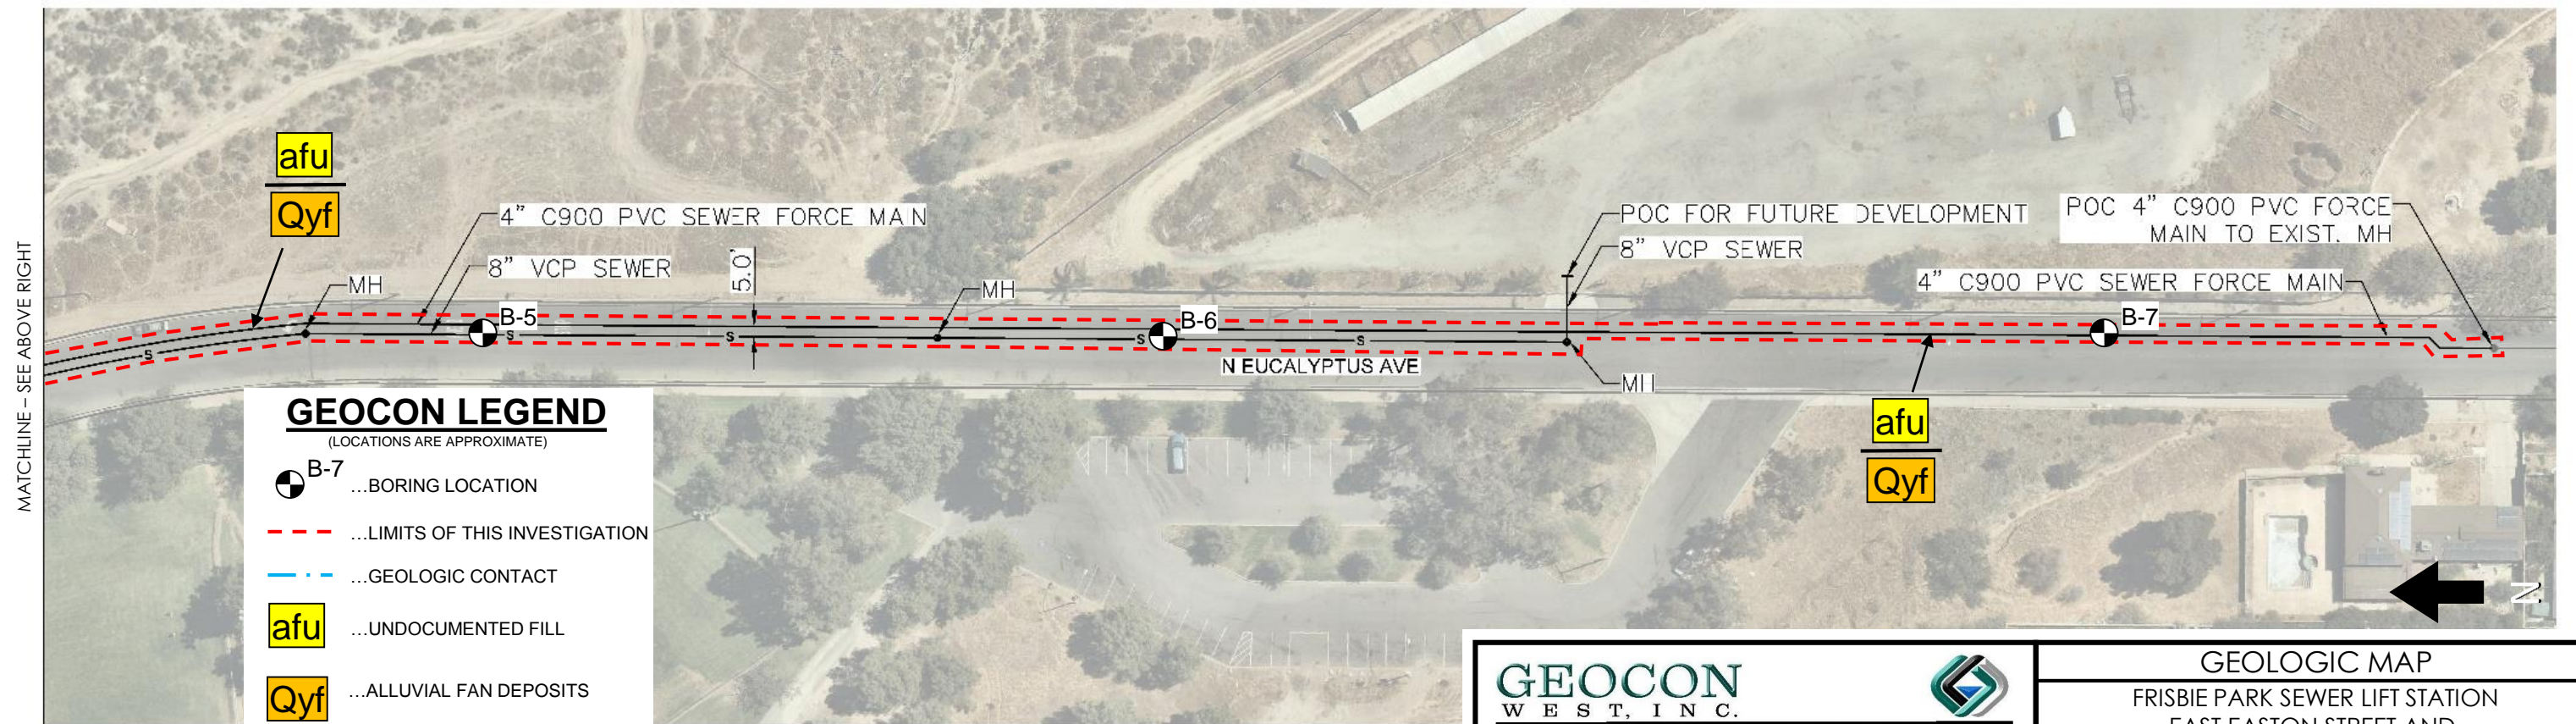 MATCHLINE – SEE ABOVE RIGHT
afu
Qyf
4" C900 PVC SEWER FORCE MAIN
8" VCP SEWER
MH
5.0'
B-5
S
S
S
MH
B-6
S
S
N EUCALYPTUS AVE
POC FOR FUTURE DEVELOPMENT
8" VCP SEWER
MH
POC 4" C900 PVC FORCE
MAIN TO EXIST. MH
4" C900 PVC SEWER FORCE MAIN
B-7
afu
Qyf
N
GEOCON LEGEND
(LOCATIONS ARE APPROXIMATE)
B-7 ...BORING LOCATION
...LIMITS OF THIS INVESTIGATION
...GEOLOGIC CONTACT
afu ...UNDOCUMENTED FILL
Qyf ...ALLUVIAL FAN DEPOSITS
GEOCON
WEST, INC.
GEOLOGIC MAP
FRISBIE PARK SEWER LIFT STATION
EAST EASTON STREET AND